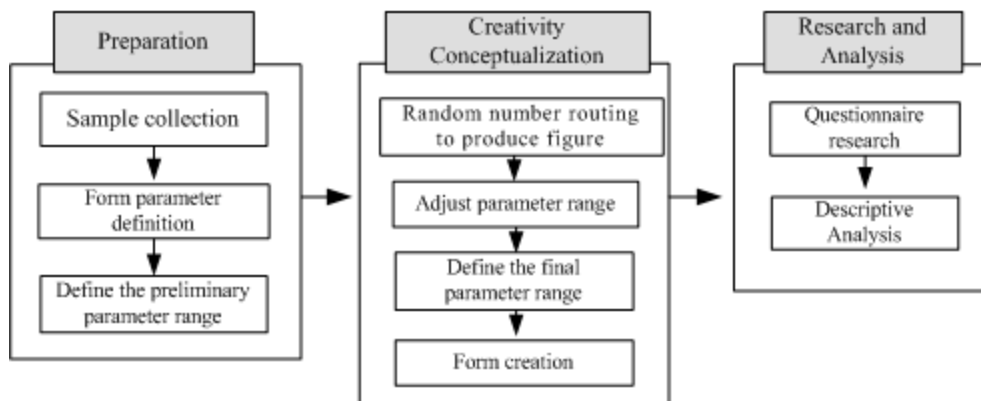 Preparation
Sample collection
Form parameter
definition
Define the preliminary
parameter range
Creativity
Conceptualization
Random number routing
to produce figure
Adjust parameter range
Define the final
parameter range
Form creation
Research and
Analysis
Questionnaire
research
Descriptive
Analysis